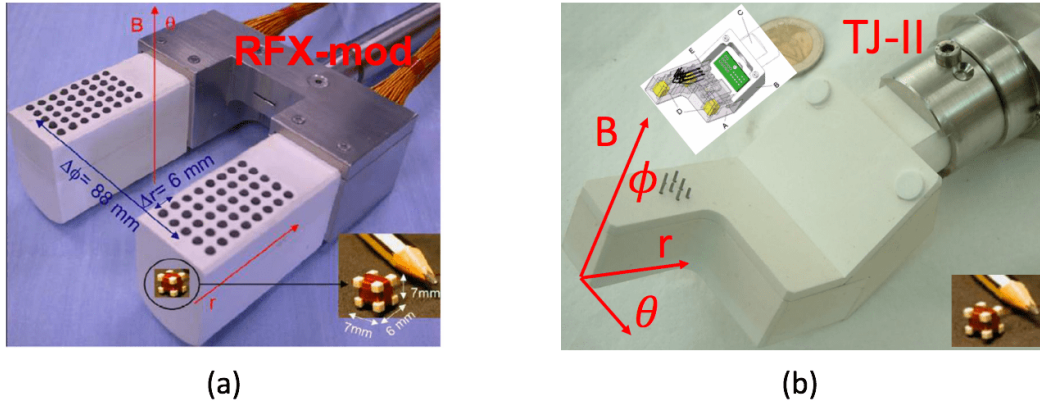 B θ
RFX-mod
Δϕ= 88 mm
Δr= 6 mm
r
7mm
7mm
6 mm
(a)
TJ-II
C
E
B
D
A
B
ϕ
r
θ
(b)